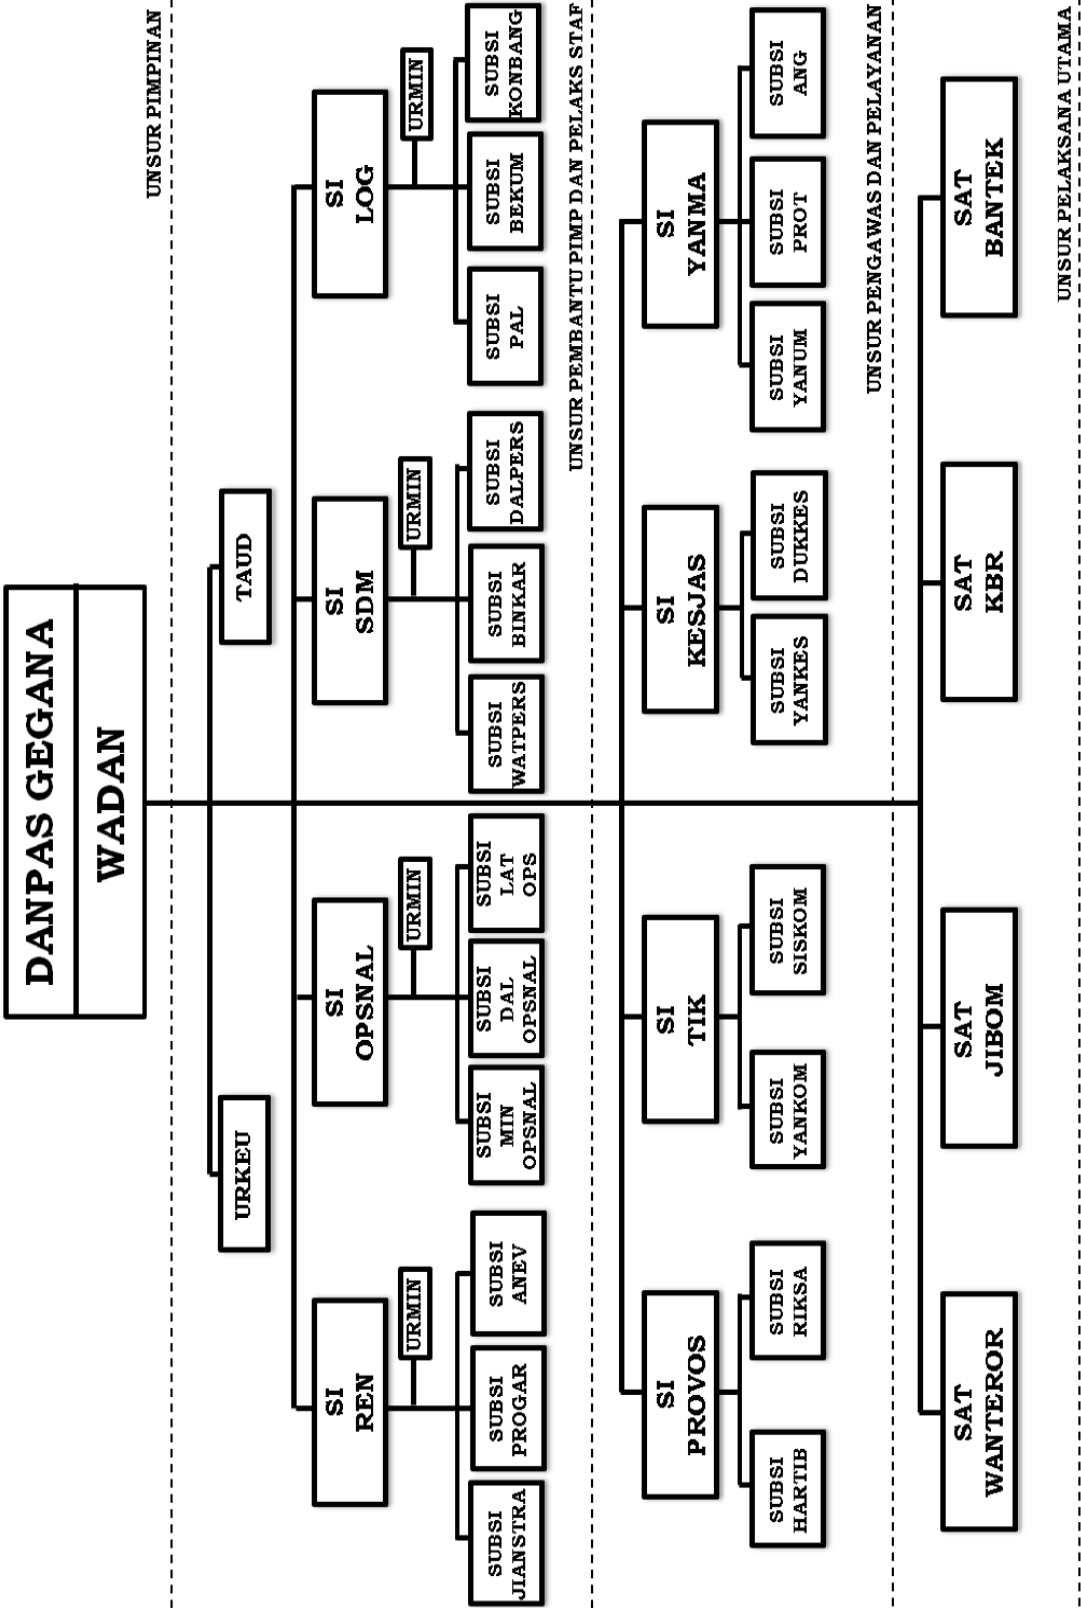 DANPAS GEGANA
WADAN
UNSUR PIMPINAN
URKEU
TAUD
SI
REN
SI
OPSNAL
SI
SDM
SI
LOG
URMIN
URMIN
URMIN
URMIN
SUBSI
JIANSTRA
SUBSI
PROGAR
SUBSI
ANEV
SUBSI
MIN
OPSNAL
SUBSI
DAL
OPSNAL
SUBSI
LAT
OPS
SUBSI
WATPERS
SUBSI
BINKAR
SUBSI
DALPERS
SUBSI
PAL
SUBSI
BEKUM
SUBSI
KONBANG
UNSUR PEMBANTU PIMP DAN PELAKS STAF
SI
PROVOS
SI
TIK
SI
KESJAS
SI
YANMA
SUBSI
HARTIB
SUBSI
RIKSA
SUBSI
YANKOM
SUBSI
SISKOM
SUBSI
YANKES
SUBSI
DUKKES
SUBSI
YANUM
SUBSI
PROT
SUBSI
ANG
UNSUR PENGAWAS DAN PELAYANAN
SAT
WANTEROR
SAT
JIBOM
SAT
KBR
SAT
BANTEK
UNSUR PELAKSANA UTAMA